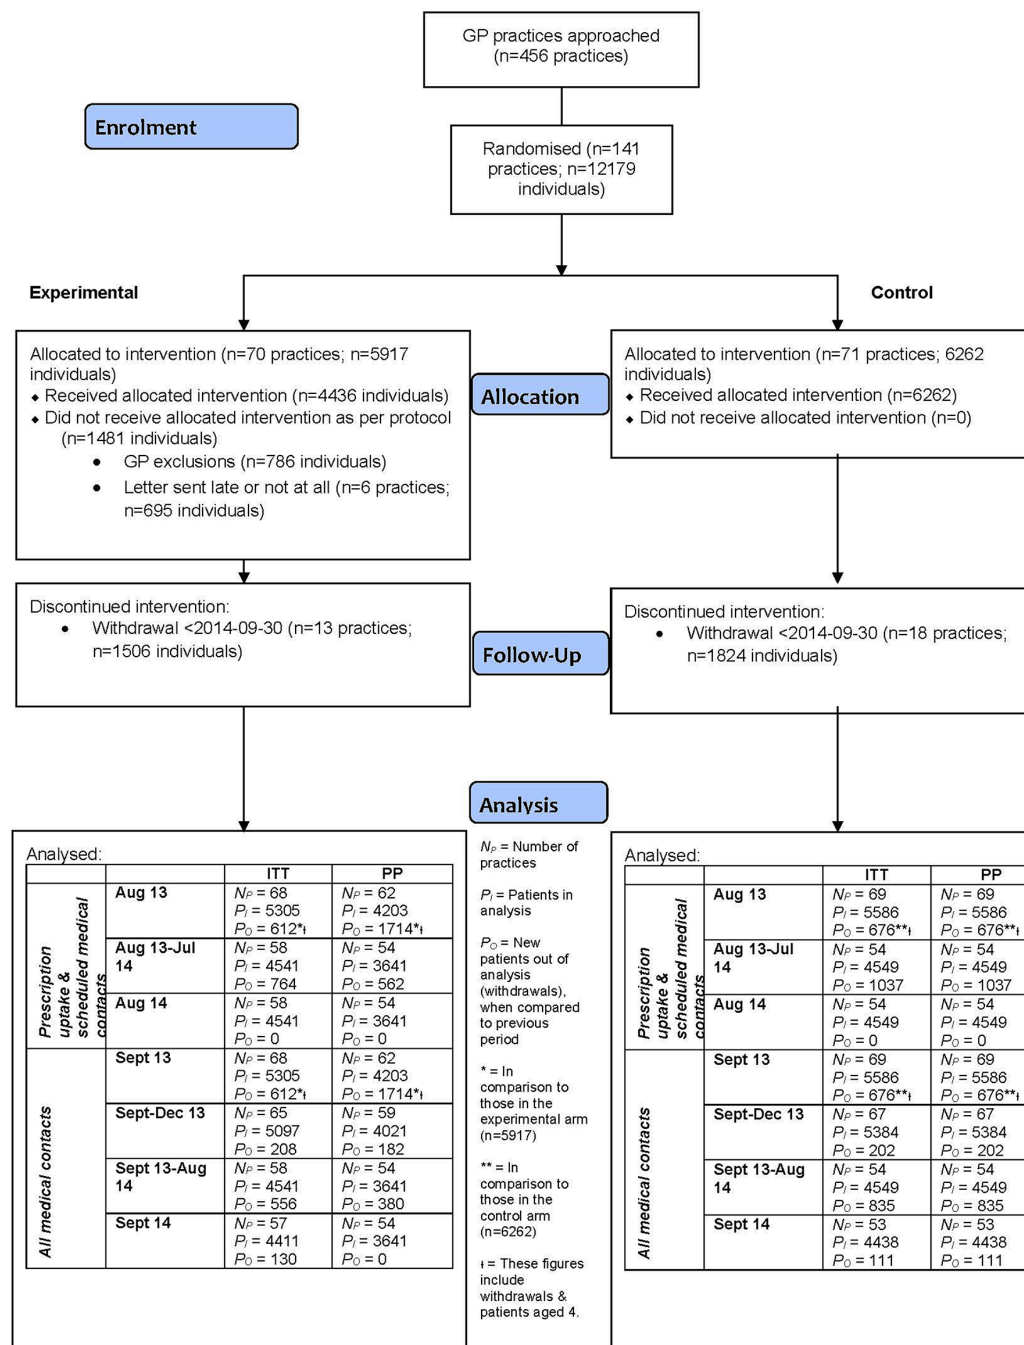 GP practices approached
(n=456 practices)
Enrolment
Randomised (n=141
practices; n=12179
individuals)
Experimental
Control
Allocated to intervention (n=70 practices; n=5917
individuals)
⬥ Received allocated intervention (n=4436 individuals)
⬥ Did not receive allocated intervention as per protocol
(n=1481 individuals)
• GP exclusions (n=786 individuals)
• Letter sent late or not at all (n=6 practices;
n=695 individuals)
Allocation
Allocated to intervention (n=71 practices; 6262
individuals)
⬥ Received allocated intervention (n=6262)
⬥ Did not receive allocated intervention (n=0)
Discontinued intervention:
• Withdrawal <2014-09-30 (n=13 practices;
n=1506 individuals)
Follow-Up
Discontinued intervention:
• Withdrawal <2014-09-30 (n=18 practices;
n=1824 individuals)
Analysis
Analysed:
ITT PP
Prescription
uptake &
scheduled medical
contacts
Aug 13 NP = 68 NP = 62
PI = 5305 PI = 4203
PO = 612*ƚ PO = 1714*ƚ
Aug 13-Jul NP = 58 NP = 54
14 PI = 4541 PI = 3641
PO = 764 PO = 562
Aug 14 NP = 58 NP = 54
PI = 4541 PI = 3641
PO = 0 PO = 0
All medical contacts
Sept 13 NP = 68 NP = 62
PI = 5305 PI = 4203
PO = 612*ƚ PO = 1714*ƚ
Sept-Dec 13 NP = 65 NP = 59
PI = 5097 PI = 4021
PO = 208 PO = 182
Sept 13-Aug NP = 58 NP = 54
14 PI = 4541 PI = 3641
PO = 556 PO = 380
Sept 14 NP = 57 NP = 54
PI = 4411 PI = 3641
PO = 130 PO = 0
NP = Number of
practices
PI = Patients in
analysis
PO = New
patients out of
analysis
(withdrawals),
when compared
to previous
period
* = In
comparison to
those in the
experimental arm
(n=5917)
** = In
comparison to
those in the
control arm
(n=6262)
ƚ = These figures
include
withdrawals &
patients aged 4.
Analysed:
ITT PP
Prescription
uptake &
scheduled medical
contacts
Aug 13 NP = 69 NP = 69
PI = 5586 PI = 5586
PO = 676**ƚ PO = 676**ƚ
Aug 13-Jul NP = 54 NP = 54
14 PI = 4549 PI = 4549
PO = 1037 PO = 1037
Aug 14 NP = 54 NP = 54
PI = 4549 PI = 4549
PO = 0 PO = 0
All medical contacts
Sept 13 NP = 69 NP = 69
PI = 5586 PI = 5586
PO = 676**ƚ PO = 676**ƚ
Sept-Dec 13 NP = 67 NP = 67
PI = 5384 PI = 5384
PO = 202 PO = 202
Sept 13-Aug NP = 54 NP = 54
14 PI = 4549 PI = 4549
PO = 835 PO = 835
Sept 14 NP = 53 NP = 53
PI = 4438 PI = 4438
PO = 111 PO = 111